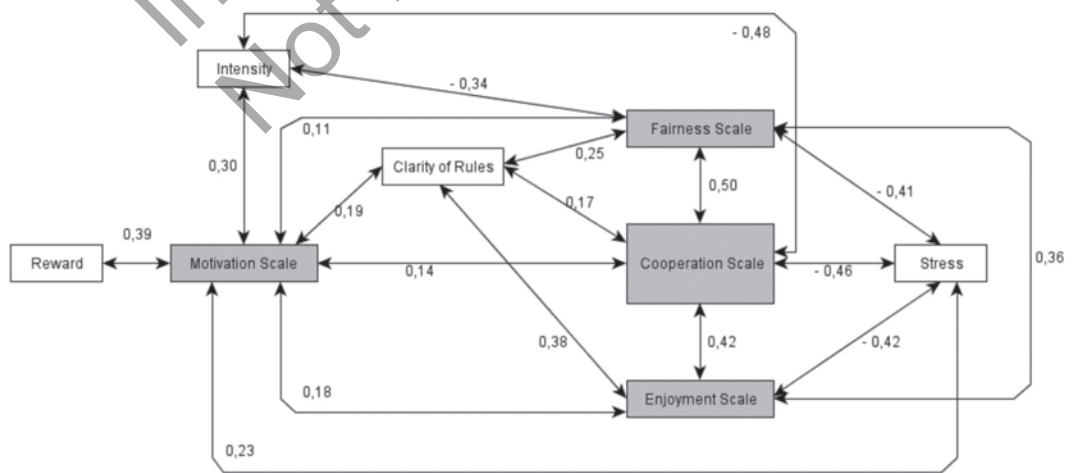 - 0,48
Intensity
- 0,34
0,11
Fairness Scale
0,25
Clarity of Rules
0,30
0,50
- 0,41
0,19
0,17
0,39
Reward
Motivation Scale
0,14
Cooperation Scale
- 0,46
Stress
0,36
0,38
0,42
- 0,42
0,18
Enjoyment Scale
0,23
Not